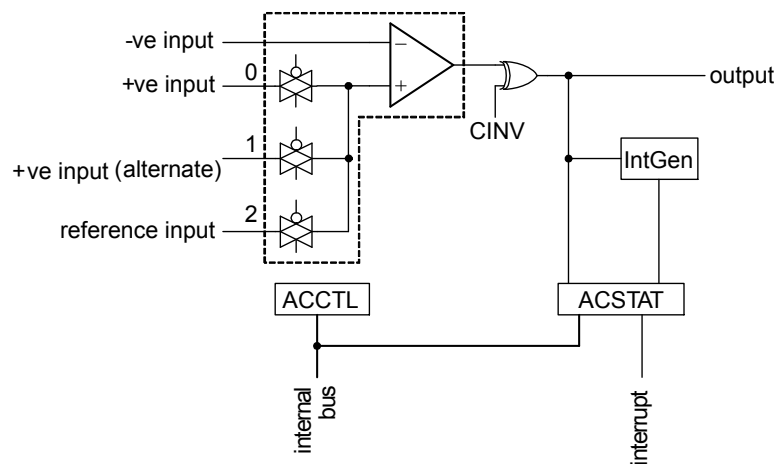 -ve input
0
+ve input
−
+
output
CINV
1
+ve input (alternate)
IntGen
2
reference input
ACCTL
ACSTAT
internal
bus
interrupt